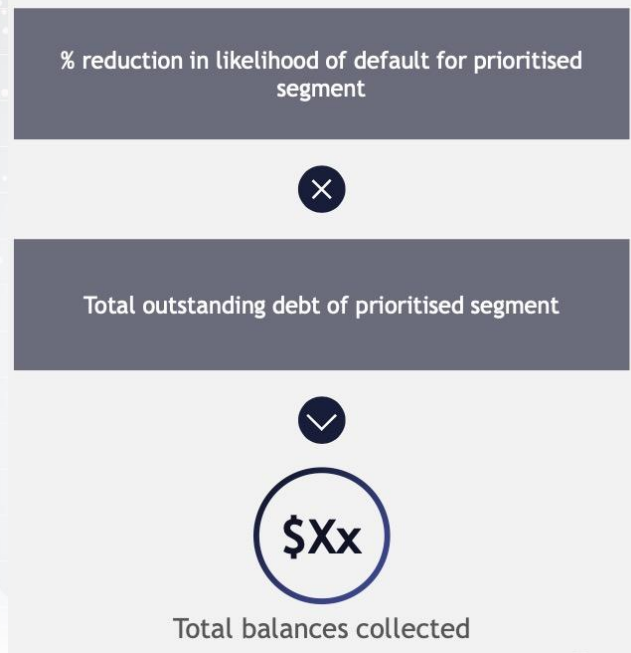 % reduction in likelihood of default for prioritised
segment
Total outstanding debt of prioritised segment
$Xx
Total balances collected